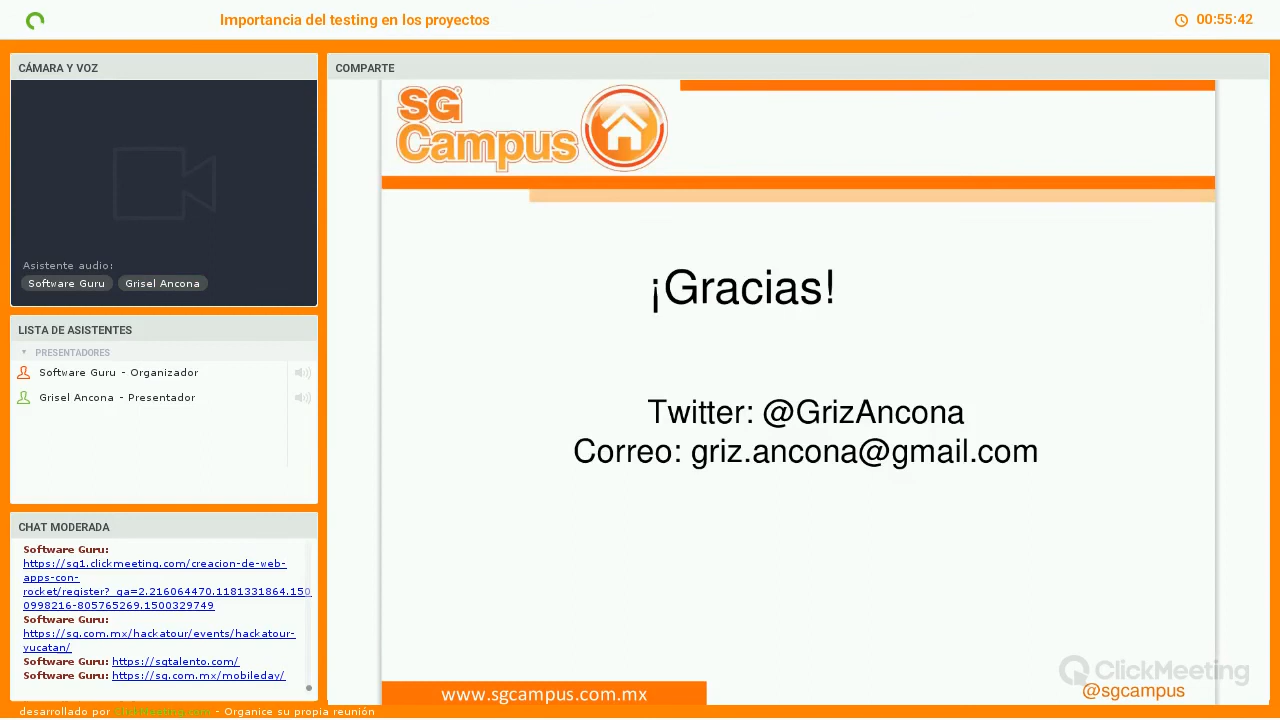 Importancia del testing en los proyectos
00:55:42
CÁMARA Y VOZ
Asistente audio:
Software Guru
Grisel Ancona
LISTA DE ASISTENTES
PRESENTADORES
Software Guru - Organizador
Grisel Ancona - Presentador
CHAT MODERADA
Software Guru:
https://sg1.clickmeeting.com/creacion-de-web-
apps-con-
rocket/register?_ga=2.216064470.1181331864.150
0998216-805765269.1500329749
Software Guru:
https://sg.com.mx/hackatour/events/hackatour-
yucatan/
Software Guru: https://sgtalento.com/
Software Guru: https://sg.com.mx/mobileday/
desarrollado por ClickMeeting.com - Organice su propia reunión
COMPARTE
SG
Campus
¡Gracias!
Twitter: @GrizAncona
Correo: griz.ancona@gmail.com
ClickMeeting
@sgcampus
www.sgcampus.com.mx